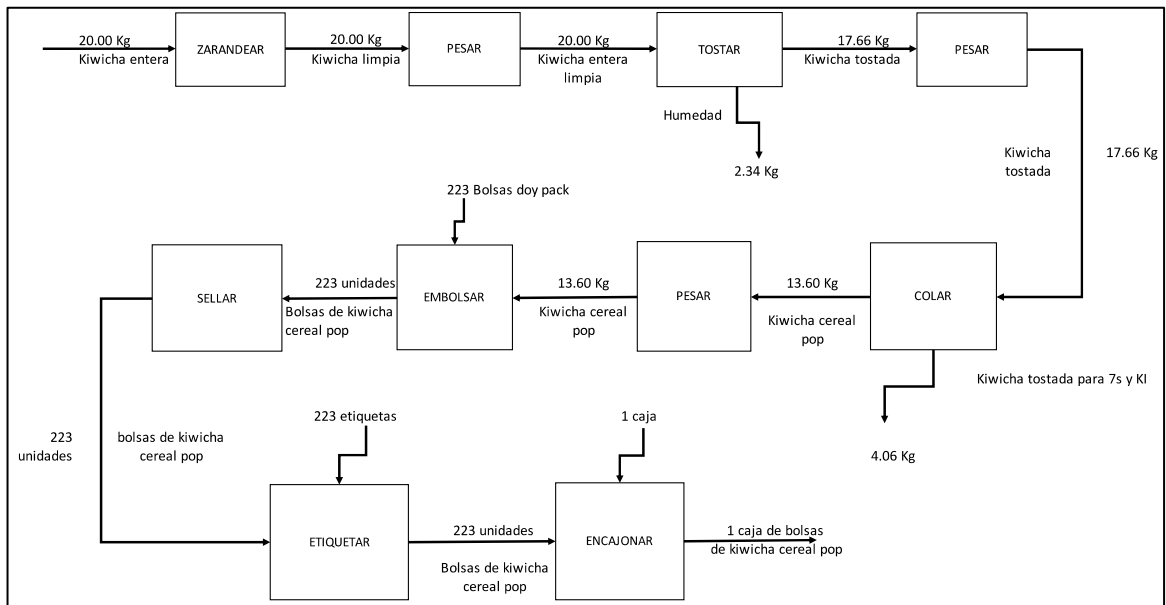 20.00 Kg
Kiwicha entera
ZARANDEAR
20.00 Kg
Kiwicha limpia
PESAR
20.00 Kg
Kiwicha entera
limpia
TOSTAR
17.66 Kg
Kiwicha tostada
PESAR
Humedad
2.34 Kg
Kiwicha
tostada
17.66 Kg
223 Bolsas doy pack
SELLAR
223 unidades
Bolsas de kiwicha
cereal pop
EMBOLSAR
13.60 Kg
Kiwicha cereal
pop
PESAR
13.60 Kg
Kiwicha cereal
pop
COLAR
Kiwicha tostada para 7s y KI
4.06 Kg
223
unidades
bolsas de kiwicha
cereal pop
223 etiquetas
1 caja
ETIQUETAR
223 unidades
Bolsas de kiwicha
cereal pop
ENCAJONAR
1 caja de bolsas
de kiwicha cereal pop